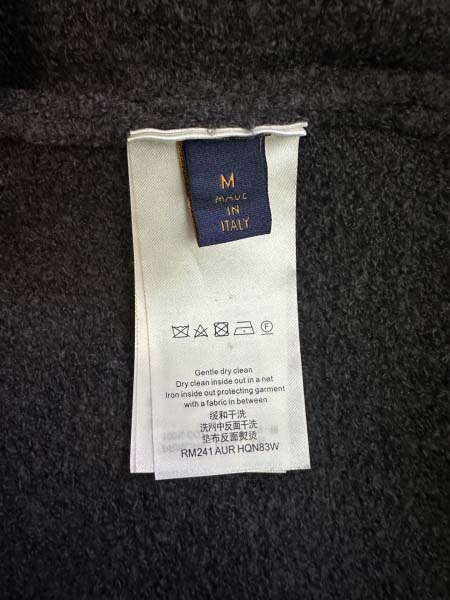 M
MADE
IN
ITALY
Gentle dry clean
Dry clean inside out in a net
Iron inside out protecting garment
with a fabric in between
缓和干洗
洗网中反面干洗
垫布反面熨烫
RM241 AUR HQN83W